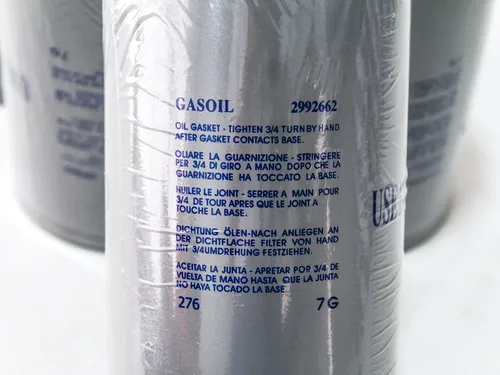 GASOIL 2992662
OIL GASKET - TIGHTEN 3/4 TURN BY HAND
AFTER GASKET CONTACTS BASE.
OLIARE LA GUARNIZIONE - STRINGERE
PER 3/4 DI GIRO A MANO DOPO CHE LA
GUARNIZIONE HA TOCCATO LA BASE.
HUILER LE JOINT - SERRER A MAIN POUR
3/4 DE TOUR APRES QUE LE JOINT A
TOUCHE LA BASE.
DICHTUNG ÖLEN-NACH ANLIEGEN AN
DER DICHTFLACHE FILTER VON HAND
MIT 3/4UMDREHUNG FESTZIEHEN.
ACEITAR LA JUNTA - APRETAR POR 3/4 DE
VUELTA DE MANO HASTA QUE LA JUNTA
NO HAYA TOCADO LA BASE.
276 7 G
USE